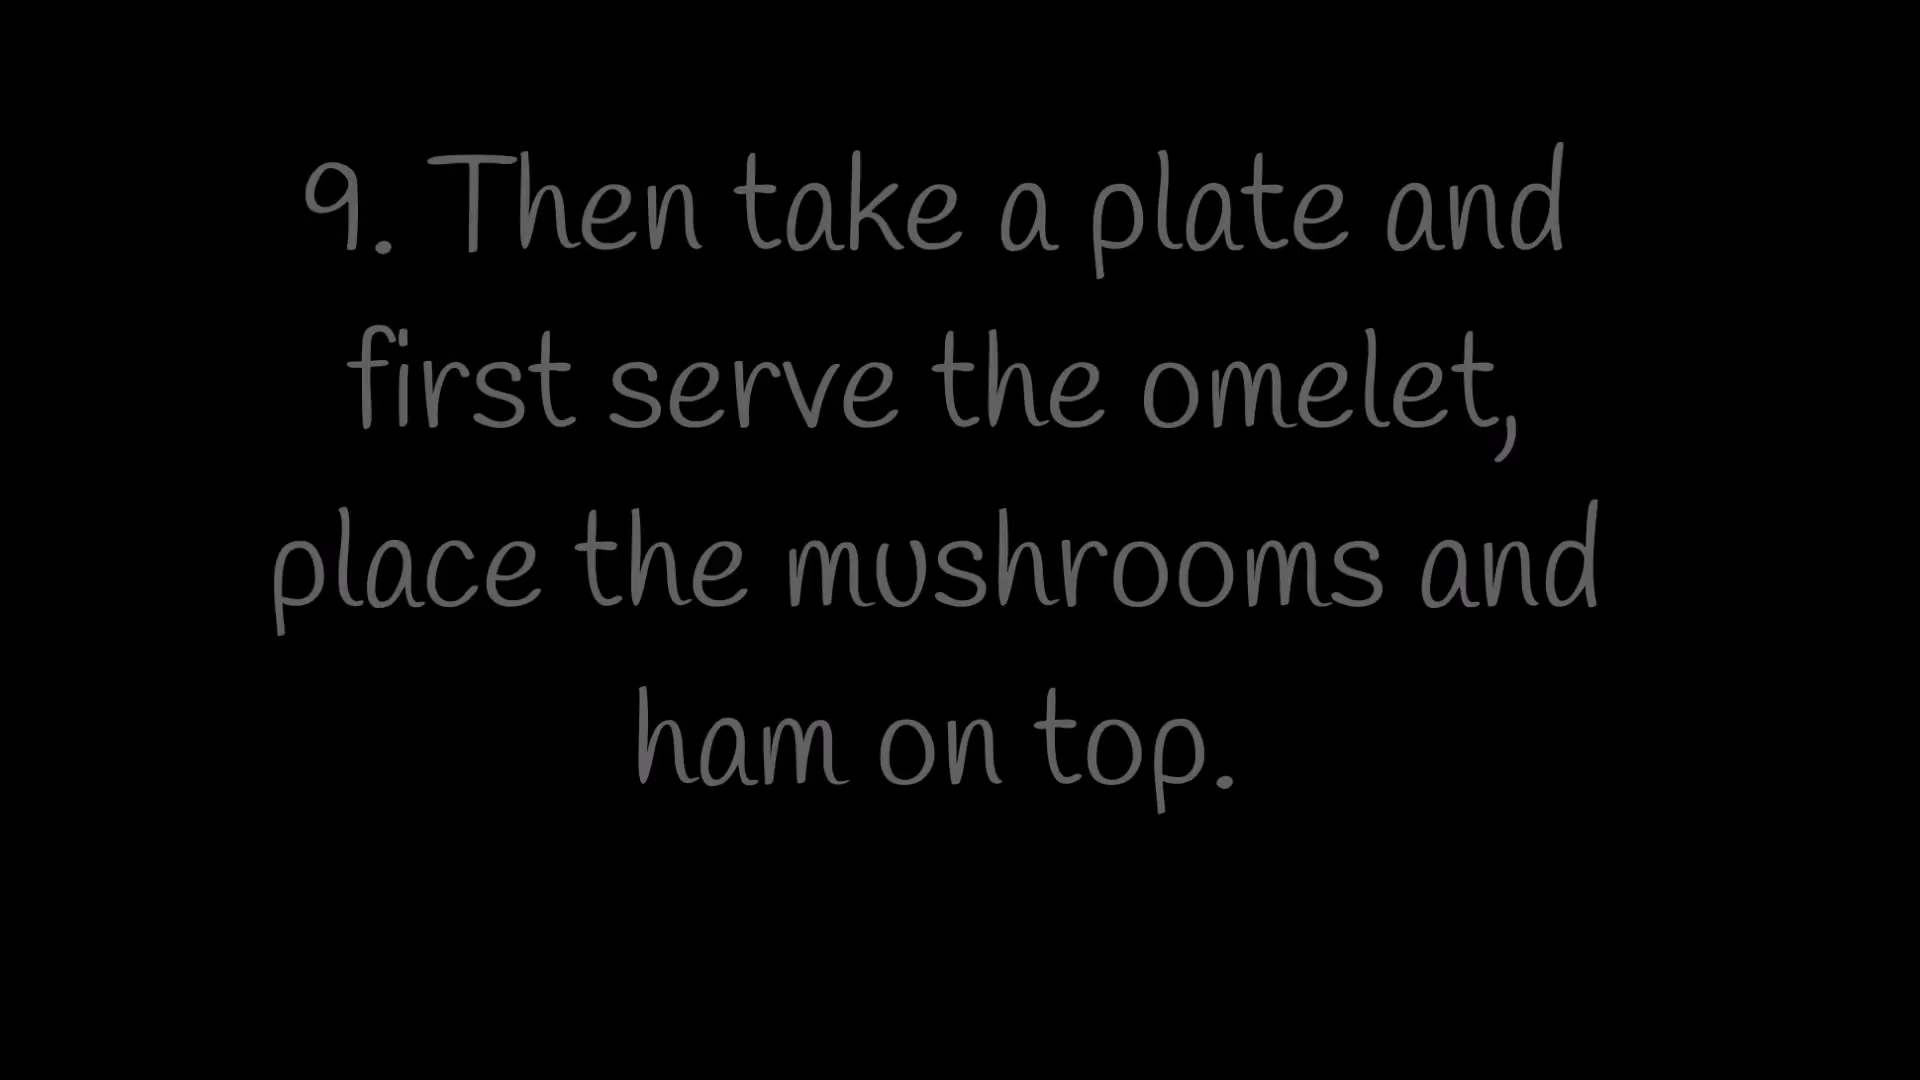 9. Then take a plate and
first serve the omelet,
place the mushrooms and
ham on top.